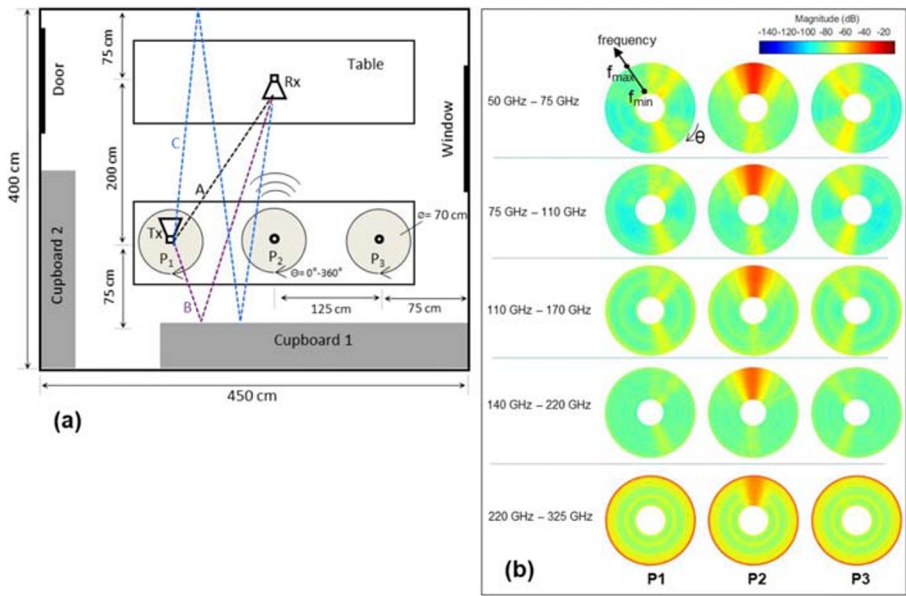 (a)
75 cm
Table
Rx
Door
Window
C
A
400 cm
200 cm
Tx
P1
P2
P3
⌀= 70 cm
Θ= 0°-360°
Cupboard 2
75 cm
B
125 cm
75 cm
Cupboard 1
450 cm
(b)
Magnitude (dB)
-140 -120 -100 -80 -60 -40 -20
frequency
fmax
fmin
θ
50 GHz – 75 GHz
75 GHz – 110 GHz
110 GHz – 170 GHz
140 GHz – 220 GHz
220 GHz – 325 GHz
P1 P2 P3